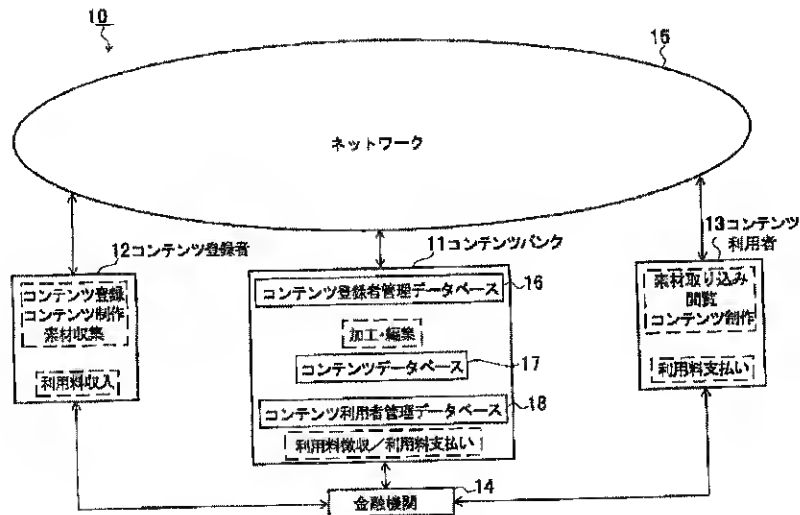 10
15
ネットワーク
12コンテンツ登録者
コンテンツ登録
コンテンツ制作
素材収集
利用料収入
11コンテンツバンク
コンテンツ登録者管理データベース
16
加工・編集
コンテンツデータベース
17
コンテンツ利用者管理データベース
18
利用料徴収／利用料支払い
13コンテンツ
利用者
素材取り込み
閲覧
コンテンツ創作
利用料支払い
金融機関
14